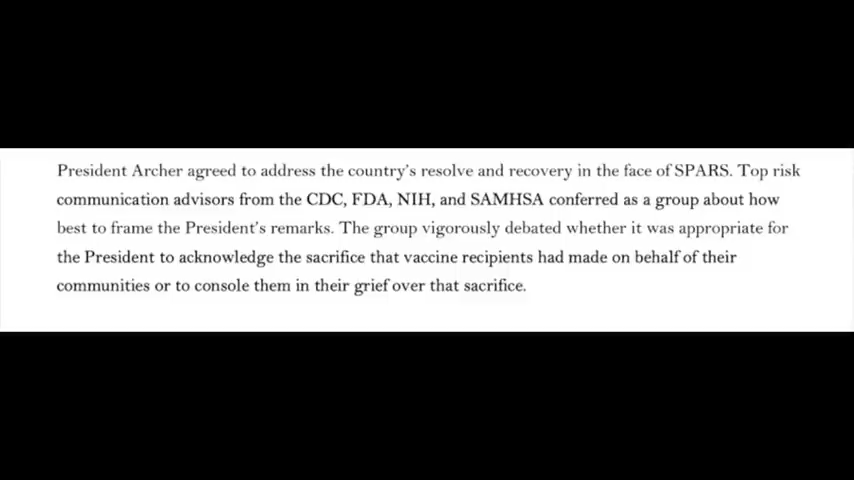 President Archer agreed to address the country's resolve and recovery in the face of SPARS. Top risk
communication advisors from the CDC, FDA, NIH, and SAMHSA conferred as a group about how
best to frame the President's remarks. The group vigorously debated whether it was appropriate for
the President to acknowledge the sacrifice that vaccine recipients had made on behalf of their
communities or to console them in their grief over that sacrifice.